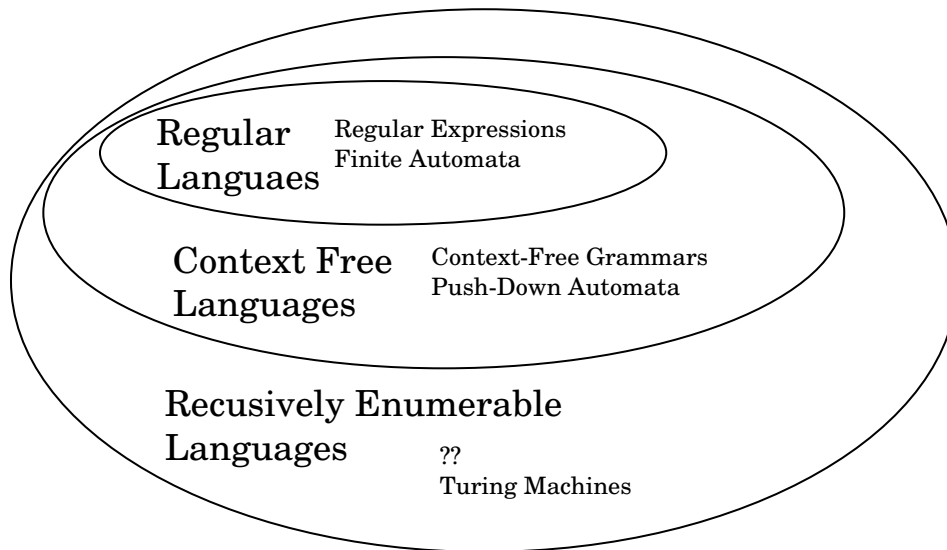 Regular
Languaes
Regular Expressions
Finite Automata
Context Free
Languages
Context-Free Grammars
Push-Down Automata
Recusively Enumerable
Languages
??
Turing Machines